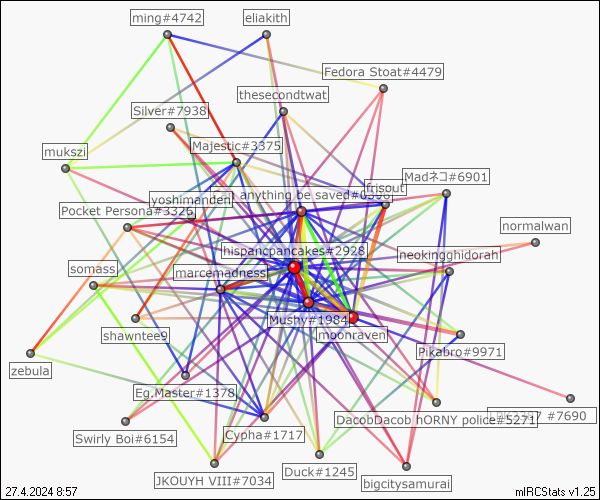 ming#4742
eliakith
Fedora Stoat#4479
thesecondtwat
Silver#7938
Majestic#3375
mukszi
Madネコ#6901
frisout
anything be saved#0398
yoshimanden
Pocket Persona#3326
normalwan
hispancpancakes#2928
neokingghidorah
somass
marcemadness
Mushy#1984
moonraven
shawntee9
Pikabro#9971
zebula
Eg.Master#1378
DacobDacob hORNY police#5271
#7690
Swirly Boi#6154
Cypha#1717
Duck#1245
JKOUYH VIII#7034
bigcitysamurai
27.4.2024 8:57
mIRCStats v1.25